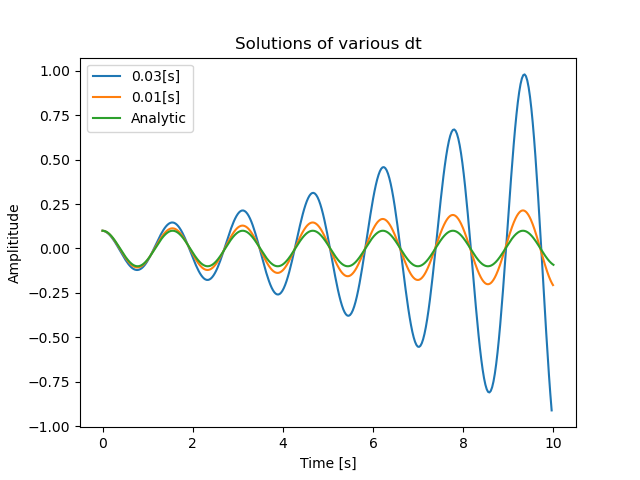 Solutions of various dt
0.03[s]
0.01[s]
Analytic
1.00
0.75
0.50
0.25
0.00
−0.25
−0.50
−0.75
−1.00
Amplititude
0
2
4
6
8
10
Time [s]